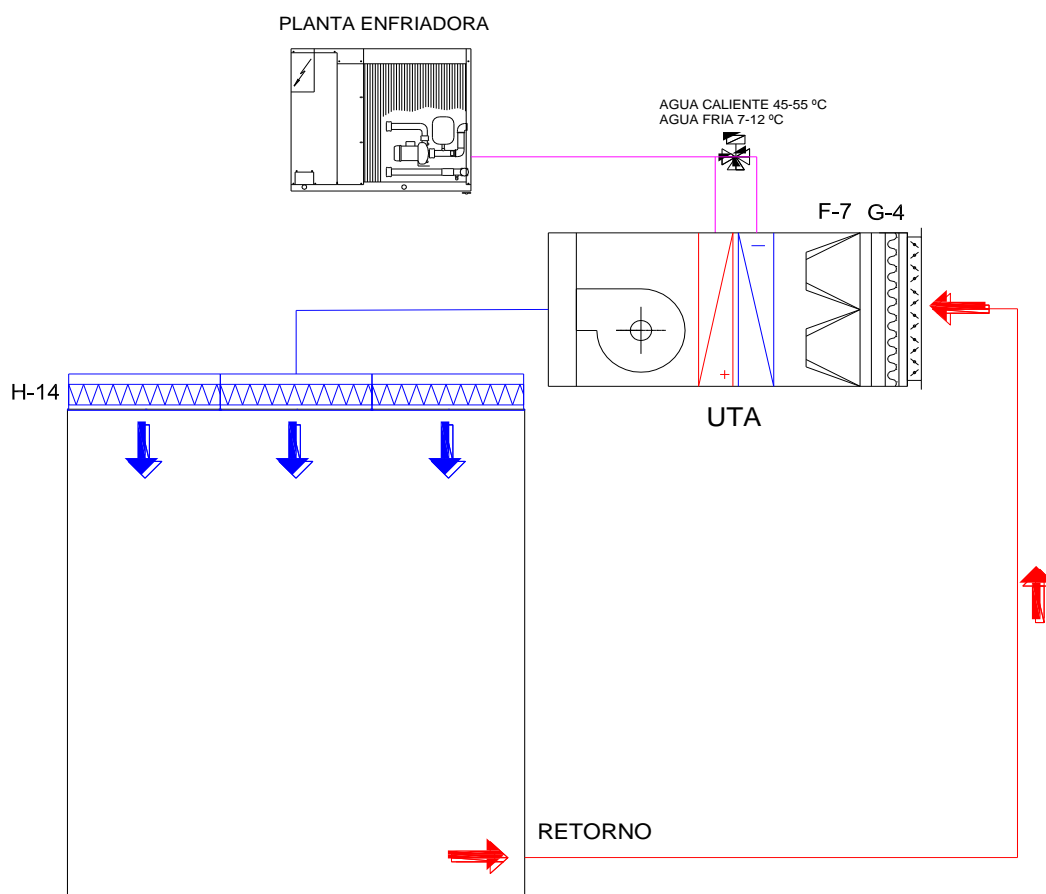 PLANTA ENFRIADORA
AGUA CALIENTE 45-55 ºC
AGUA FRIA 7-12 ºC
F-7 G-4
H-14
+
−
UTA
RETORNO